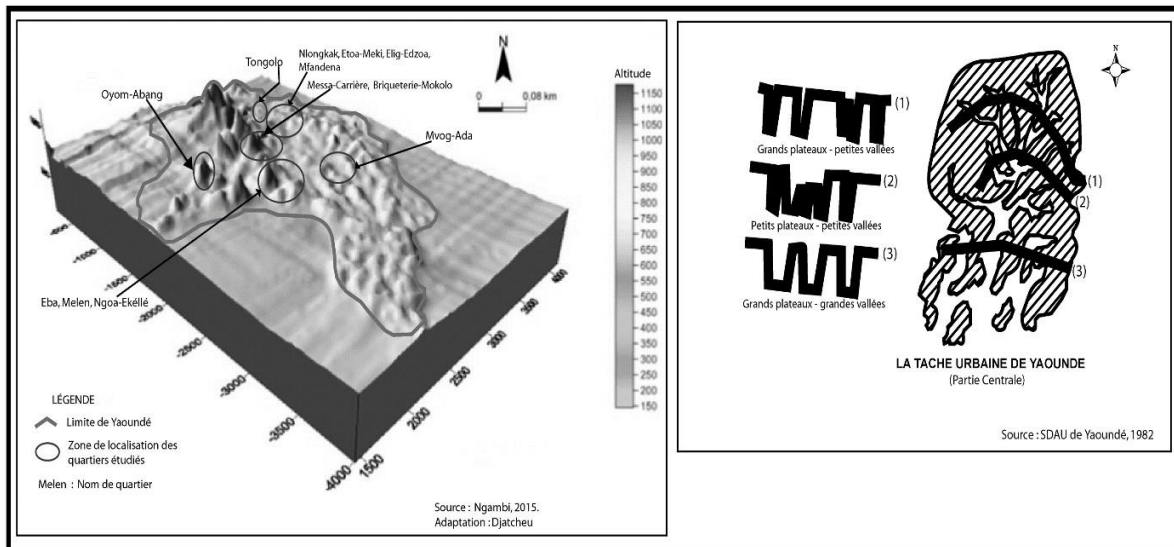 Nlongkak, Etoa-Meki, Elig-Edzoa,
Mfandena
Tongolo
Messa-Carrière, Briqueterie-Mokolo
Oyom-Abang
Mvog-Ada
Eba, Melen, Ngoa-Ekéllé
N
0 0,08 km
Altitude
1150
1100
1050
1000
950
900
850
800
750
700
650
600
550
500
450
400
350
300
250
200
150
-1000
-1500
-2000
-2500
-3000
-3500
-4000
1500
2000
2500
3000
LÉGENDE
Limite de Yaoundé
Zone de localisation des
quartiers étudiés
Melen : Nom de quartier
Source : Ngambi, 2015.
Adaptation : Djatcheu
N
(1)
Grands plateaux - petites vallées
(2)
Petits plateaux - petites vallées
(3)
Grands plateaux - grandes vallées
(1)
(2)
(3)
LA TACHE URBAINE DE YAOUNDE
(Partie Centrale)
Source : SDAU de Yaoundé, 1982